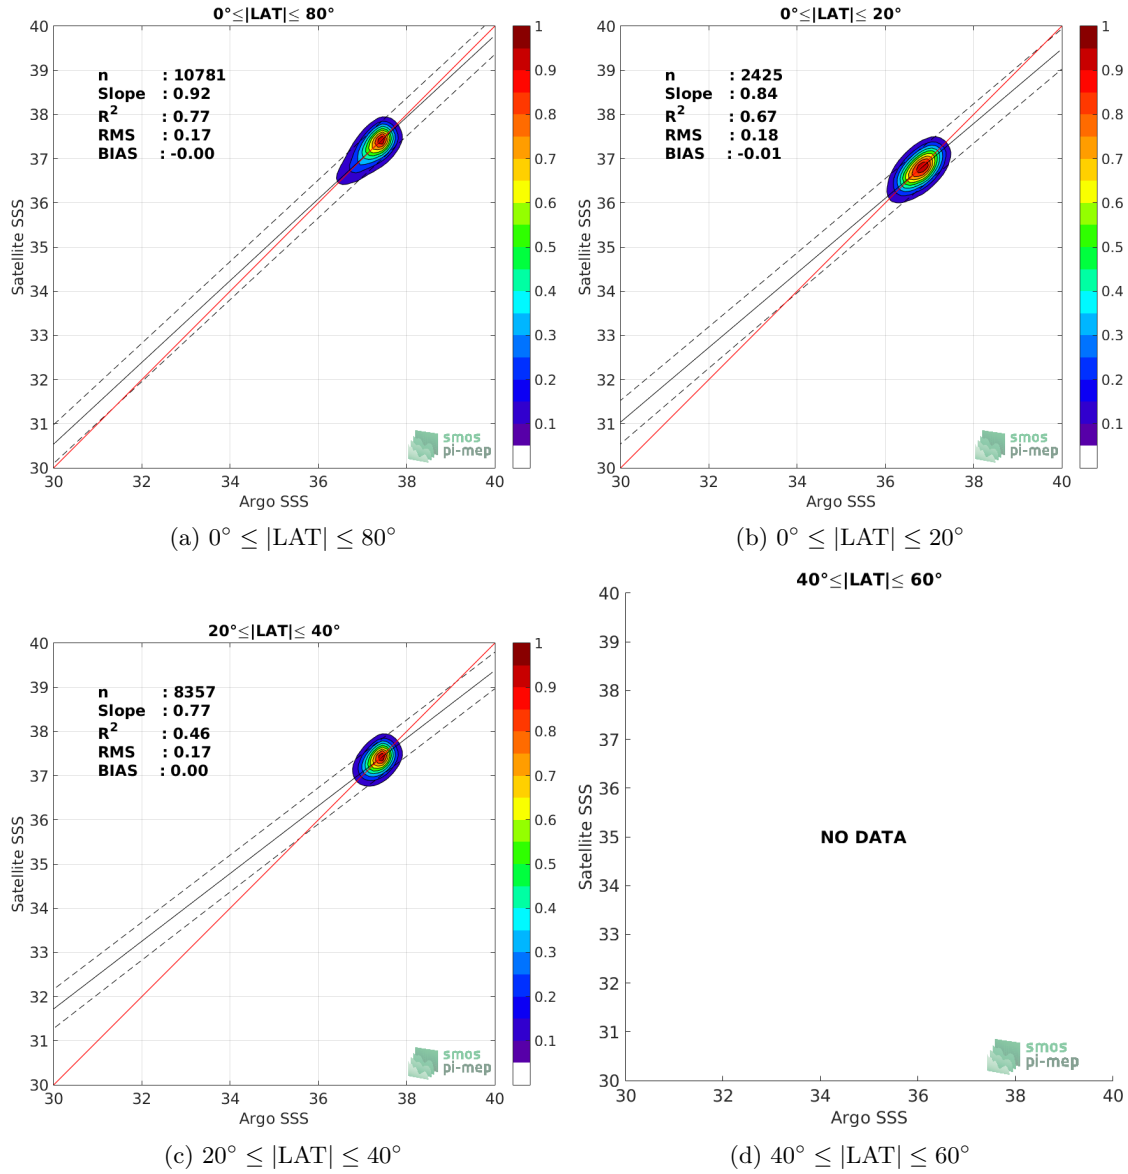 0°≤|LAT|≤ 80°
40
39
38
37
36
35
34
33
32
31
30
Satellite SSS
n : 10781
Slope : 0.92
R² : 0.77
RMS : 0.17
BIAS : -0.00
smos
pi-mep
30 32 34 36 38 40
Argo SSS
1
0.9
0.8
0.7
0.6
0.5
0.4
0.3
0.2
0.1
(a) 0° ≤ |LAT| ≤ 80°
0°≤|LAT|≤ 20°
40
39
38
37
36
35
34
33
32
31
30
Satellite SSS
n : 2425
Slope : 0.84
R² : 0.67
RMS : 0.18
BIAS : -0.01
smos
pi-mep
30 32 34 36 38 40
Argo SSS
1
0.9
0.8
0.7
0.6
0.5
0.4
0.3
0.2
0.1
(b) 0° ≤ |LAT| ≤ 20°
20°≤|LAT|≤ 40°
40
39
38
37
36
35
34
33
32
31
30
Satellite SSS
n : 8357
Slope : 0.77
R² : 0.46
RMS : 0.17
BIAS : 0.00
smos
pi-mep
30 32 34 36 38 40
Argo SSS
1
0.9
0.8
0.7
0.6
0.5
0.4
0.3
0.2
0.1
(c) 20° ≤ |LAT| ≤ 40°
40°≤|LAT|≤ 60°
40
39
38
37
36
35
34
33
32
31
30
Satellite SSS
NO DATA
smos
pi-mep
30 32 34 36 38 40
Argo SSS
(d) 40° ≤ |LAT| ≤ 60°